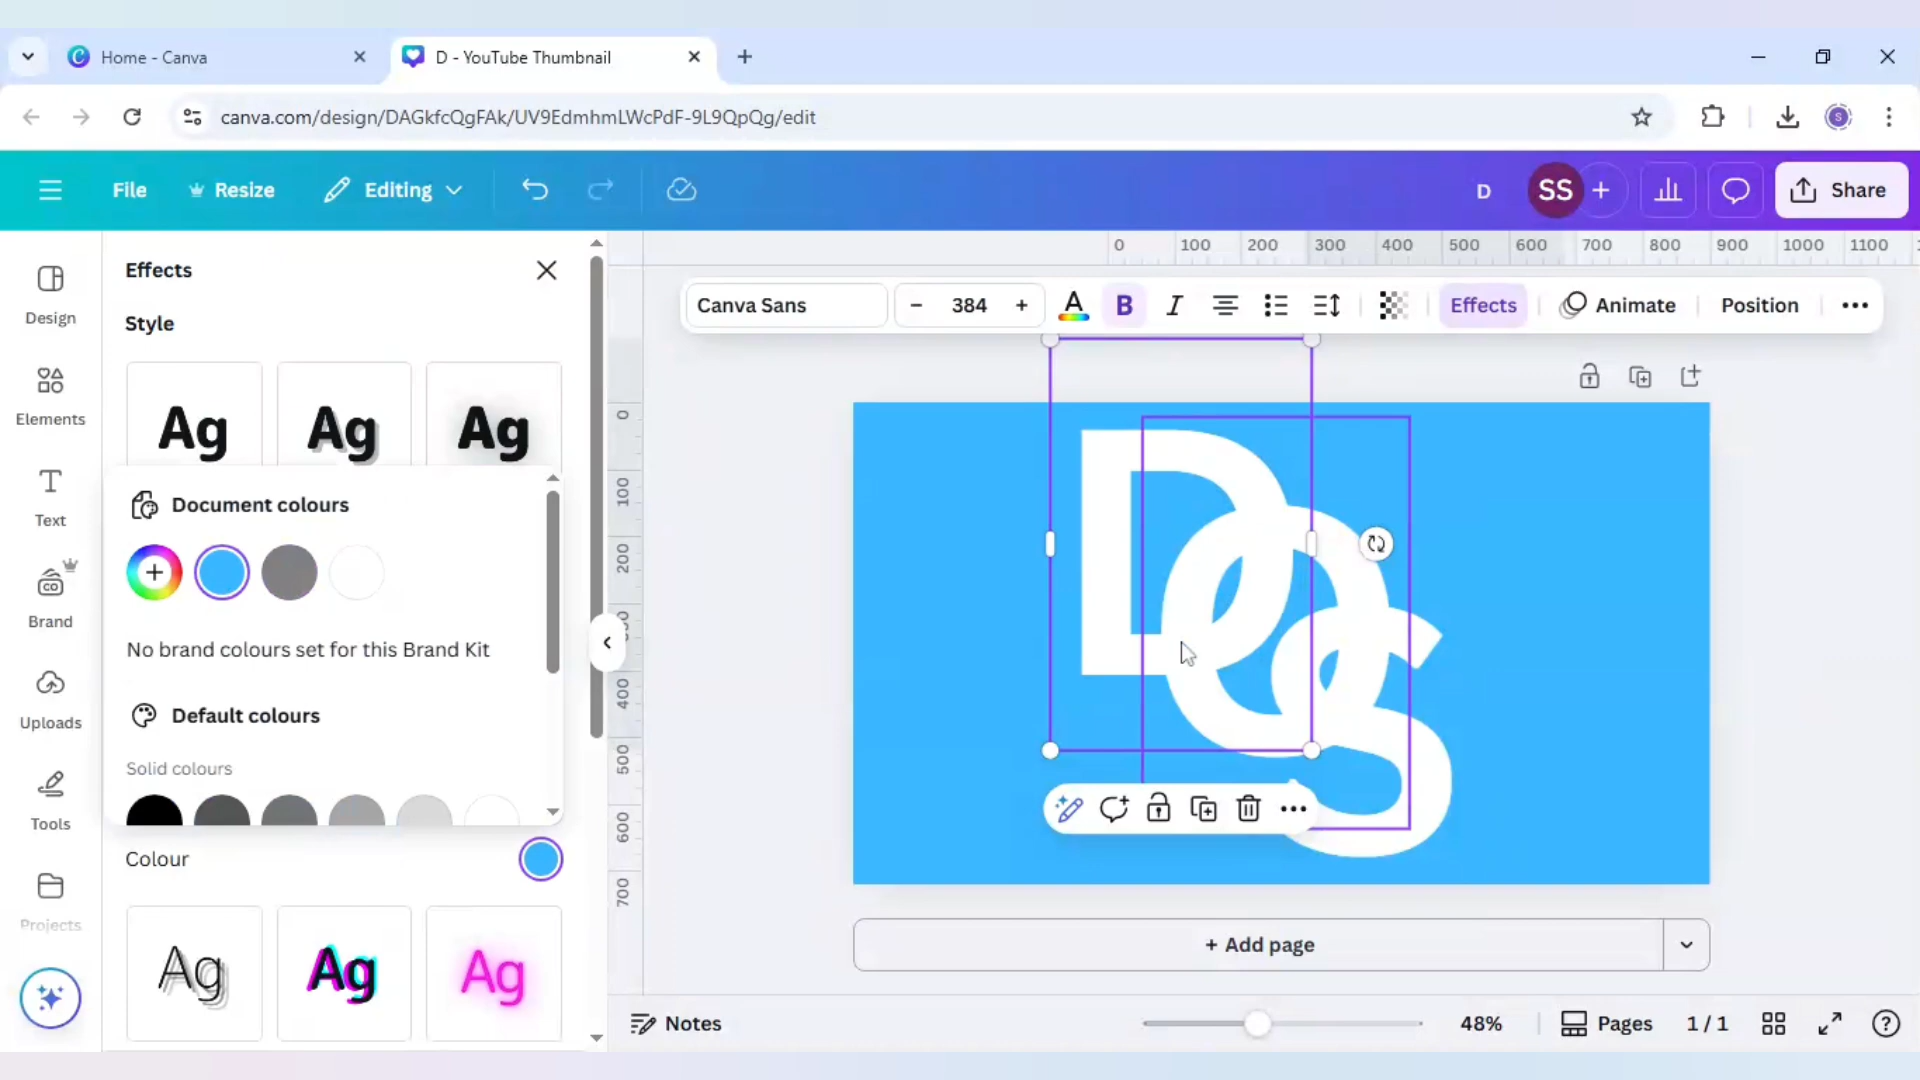 Home - Canva
D - YouTube Thumbnail
canva.com/design/DAGkfcQgFAk/UV9EdmhmLWcPdF-9L9QpQg/edit
File
Resize
Editing
D
SS
Share
Design
Elements
Text
Brand
Uploads
Tools
Projects
Effects
Style
Ag
Ag
Ag
Document colours
No brand colours set for this Brand Kit
Default colours
Solid colours
Colour
Ag
Ag
Ag
0 100 200 300 400 500 600 700 800 900 1000 1100
Canva Sans
384
A
B
I
Effects
Animate
Position
0
100
200
400
500
600
700
D
O
S
+ Add page
Notes
48%
Pages
1 / 1